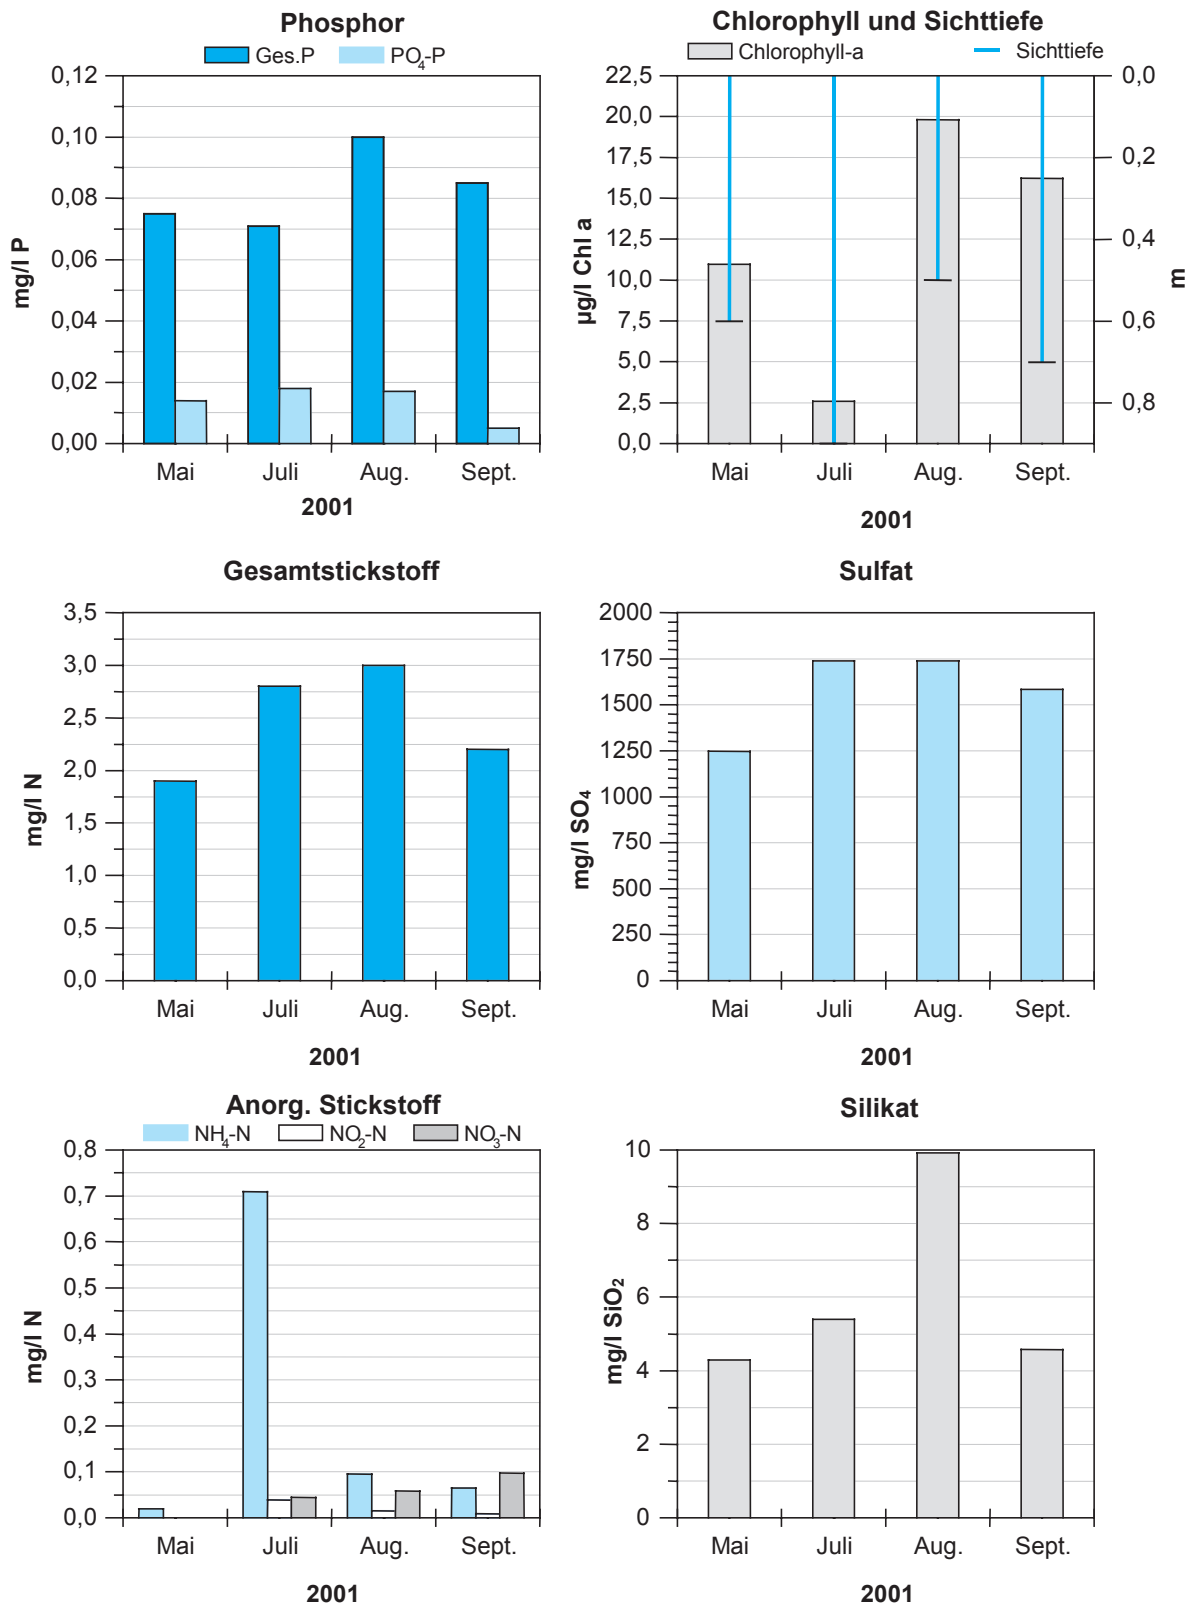 Phosphor
Ges.P PO4-P
0,12
0,10
0,08
0,06
0,04
0,02
0,00
mg/l P
Mai Juli Aug. Sept.
2001
Chlorophyll und Sichttiefe
Chlorophyll-a Sichttiefe
22,5
20,0
17,5
15,0
12,5
10,0
7,5
5,0
2,5
0,0
µg/l Chl a
0,0
0,2
0,4
0,6
0,8
m
Mai Juli Aug. Sept.
2001
Gesamtstickstoff
3,5
3,0
2,5
2,0
1,5
1,0
0,5
0,0
mg/l N
Mai Juli Aug. Sept.
2001
Sulfat
2000
1750
1500
1250
1000
750
500
250
0
mg/l SO4
Mai Juli Aug. Sept.
2001
Anorg. Stickstoff
NH4-N NO2-N NO3-N
0,8
0,7
0,6
0,5
0,4
0,3
0,2
0,1
0,0
mg/l N
Mai Juli Aug. Sept.
2001
Silikat
10
8
6
4
2
0
mg/l SiO2
Mai Juli Aug. Sept.
2001